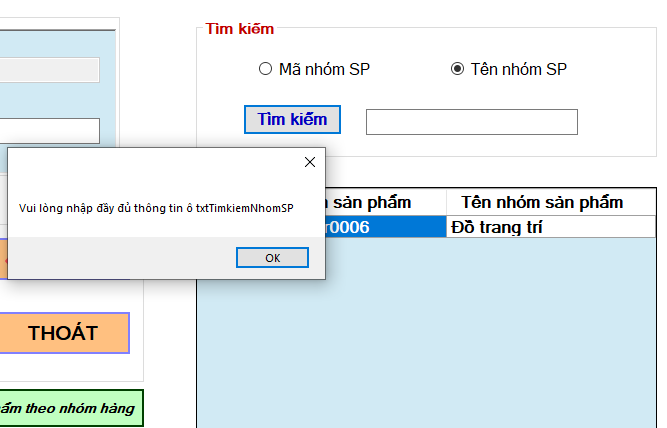 Tìm kiếm
Mã nhóm SP
Tên nhóm SP
Tìm kiếm
Vui lòng nhập đầy đủ thông tin ô txtTimkiemNhomSP
OK
sản phẩm
Tên nhóm sản phẩm
r0006
Đồ trang trí
THOÁT
ẩm theo nhóm hàng